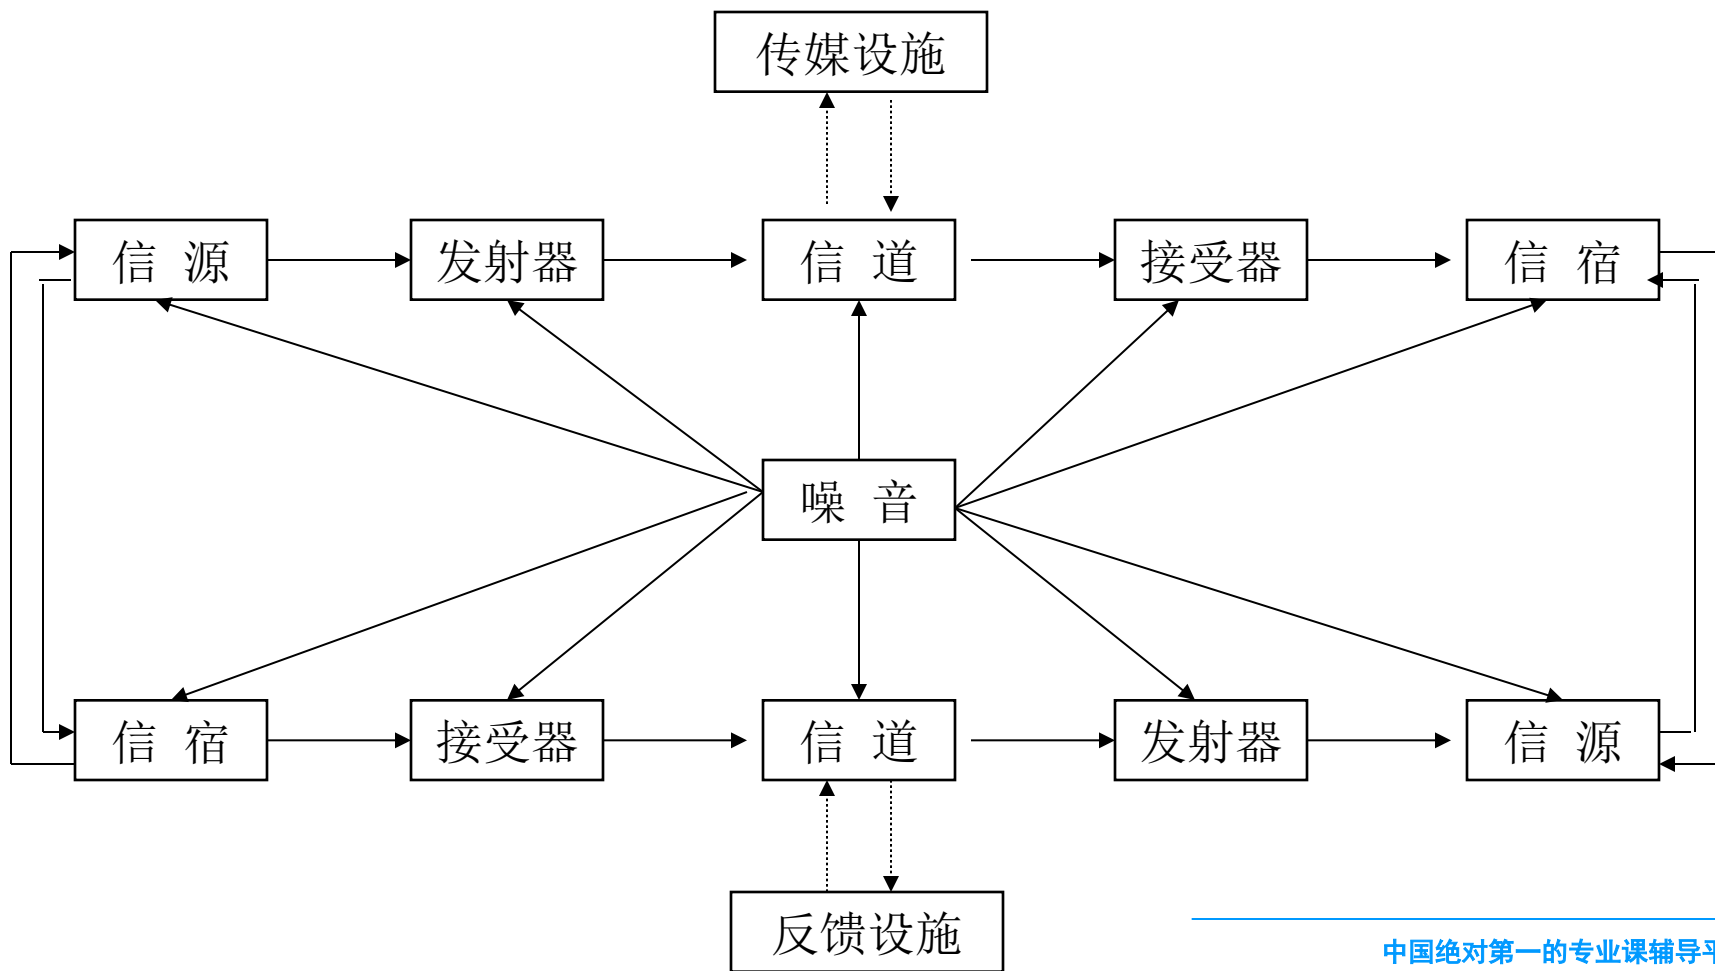 传媒设施
信 源
发射器
信 道
接受器
信 宿
噪 音
信 宿
接受器
信 道
发射器
信 源
反馈设施
中国绝对第一的专业课辅导平